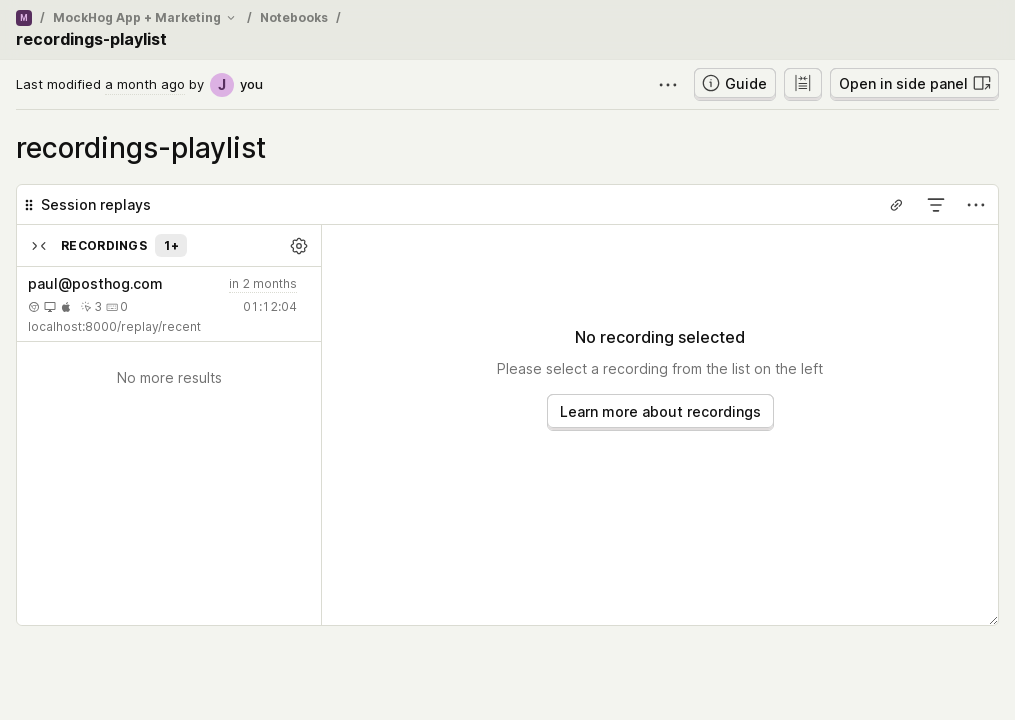 M / MockHog App + Marketing / Notebooks /
recordings-playlist
Last modified a month ago by J you
Guide
Open in side panel
recordings-playlist
Session replays
RECORDINGS 1+
paul@posthog.com in 2 months
3 0 01:12:04
localhost:8000/replay/recent
No more results
No recording selected
Please select a recording from the list on the left
Learn more about recordings